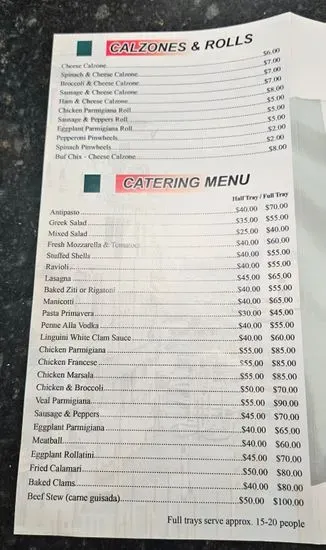 CALZONES & ROLLS
Cheese Calzone $6.00
Spinach & Cheese Calzone $7.00
Broccoli & Cheese Calzone $7.00
Sausage & Cheese Calzone $7.00
Ham & Cheese Calzone $8.00
Chicken Parmigiana Roll $5.00
Sausage & Peppers Roll $5.00
Eggplant Parmigiana Roll $5.00
Pepperoni Pinwheels $2.00
Spinach Pinwheels $2.00
Buf Chix - Cheese Calzone $8.00
CATERING MENU
Half Tray / Full Tray
Antipasto $40.00 $70.00
Greek Salad $35.00 $55.00
Mixed Salad $25.00 $40.00
Fresh Mozzarella & Tomatoes $40.00 $60.00
Stuffed Shells $40.00 $55.00
Ravioli $40.00 $55.00
Lasagna $45.00 $65.00
Baked Ziti or Rigatoni $40.00 $55.00
Manicotti $40.00 $65.00
Pasta Primavera $30.00 $45.00
Penne Alla Vodka $40.00 $55.00
Linguini White Clam Sauce $40.00 $60.00
Chicken Parmigiana $55.00 $85.00
Chicken Francese $55.00 $85.00
Chicken Marsala $55.00 $85.00
Chicken & Broccoli $50.00 $70.00
Veal Parmigiana $55.00 $90.00
Sausage & Peppers $45.00 $70.00
Eggplant Parmigiana $40.00 $65.00
Meatball $40.00 $60.00
Eggplant Rollatini $45.00 $70.00
Fried Calamari $50.00 $80.00
Baked Clams $40.00 $80.00
Beef Stew (carne guisada) $50.00 $100.00
Full trays serve approx. 15-20 people